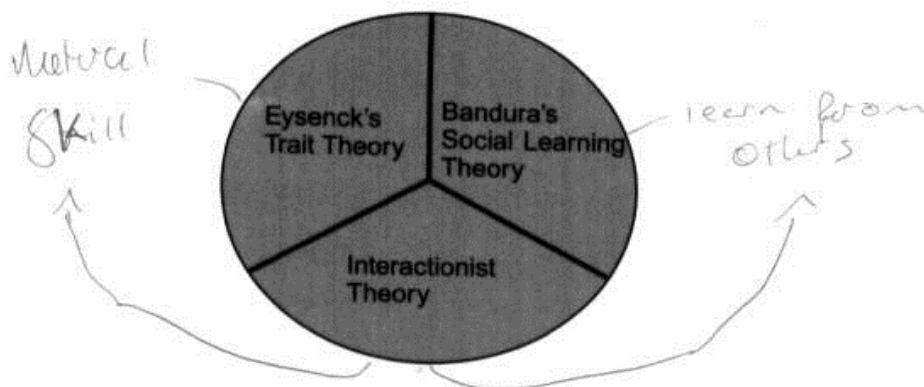 Natural
Skill
Eysenck's
Trait Theory
Bandura's
Social Learning
Theory
learn from
others
Interactionist
Theory